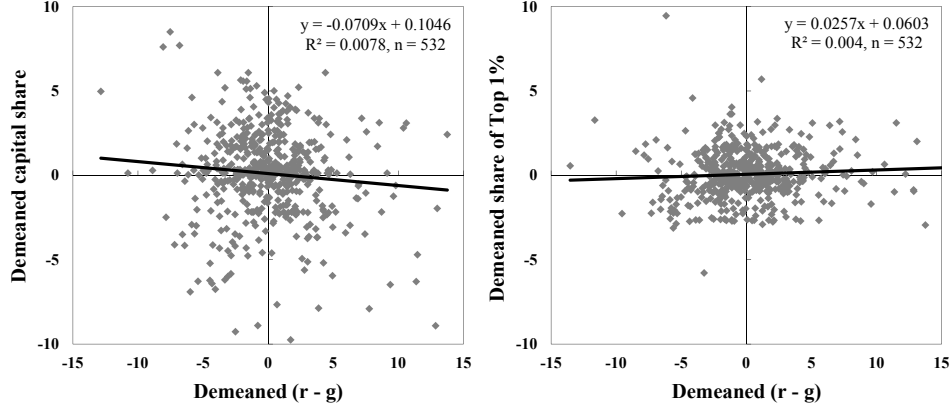 10
y = -0.0709x + 0.1046
R² = 0.0078, n = 532
5
0
-5
-10
-15 -10 -5 0 5 10 15
Demeaned capital share
Demeaned (r - g)
10
y = 0.0257x + 0.0603
R² = 0.004, n = 532
5
0
-5
-10
-15 -10 -5 0 5 10 15
Demeaned share of Top 1%
Demeaned (r - g)